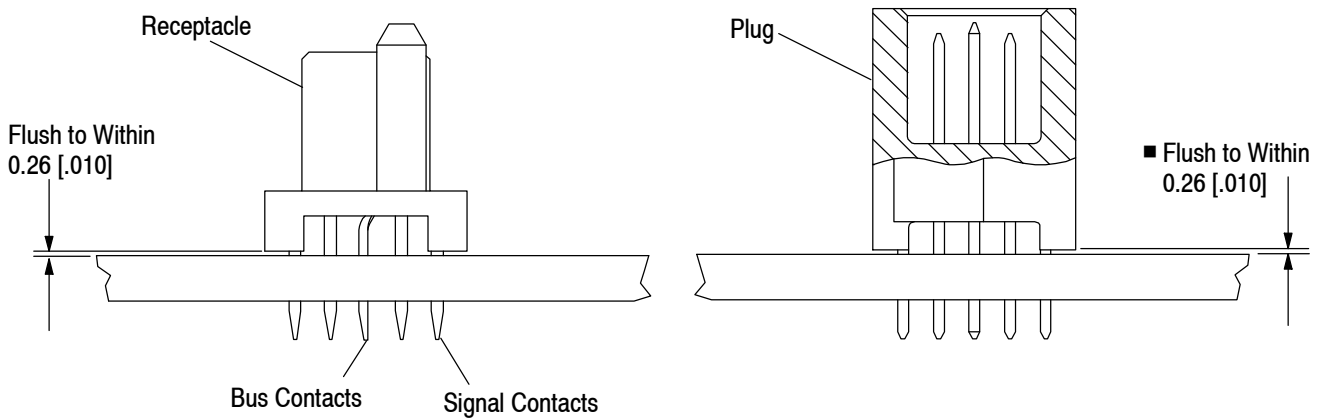 Receptacle
Flush to Within
0.26 [.010]
Bus Contacts
Signal Contacts
Plug
■ Flush to Within
0.26 [.010]